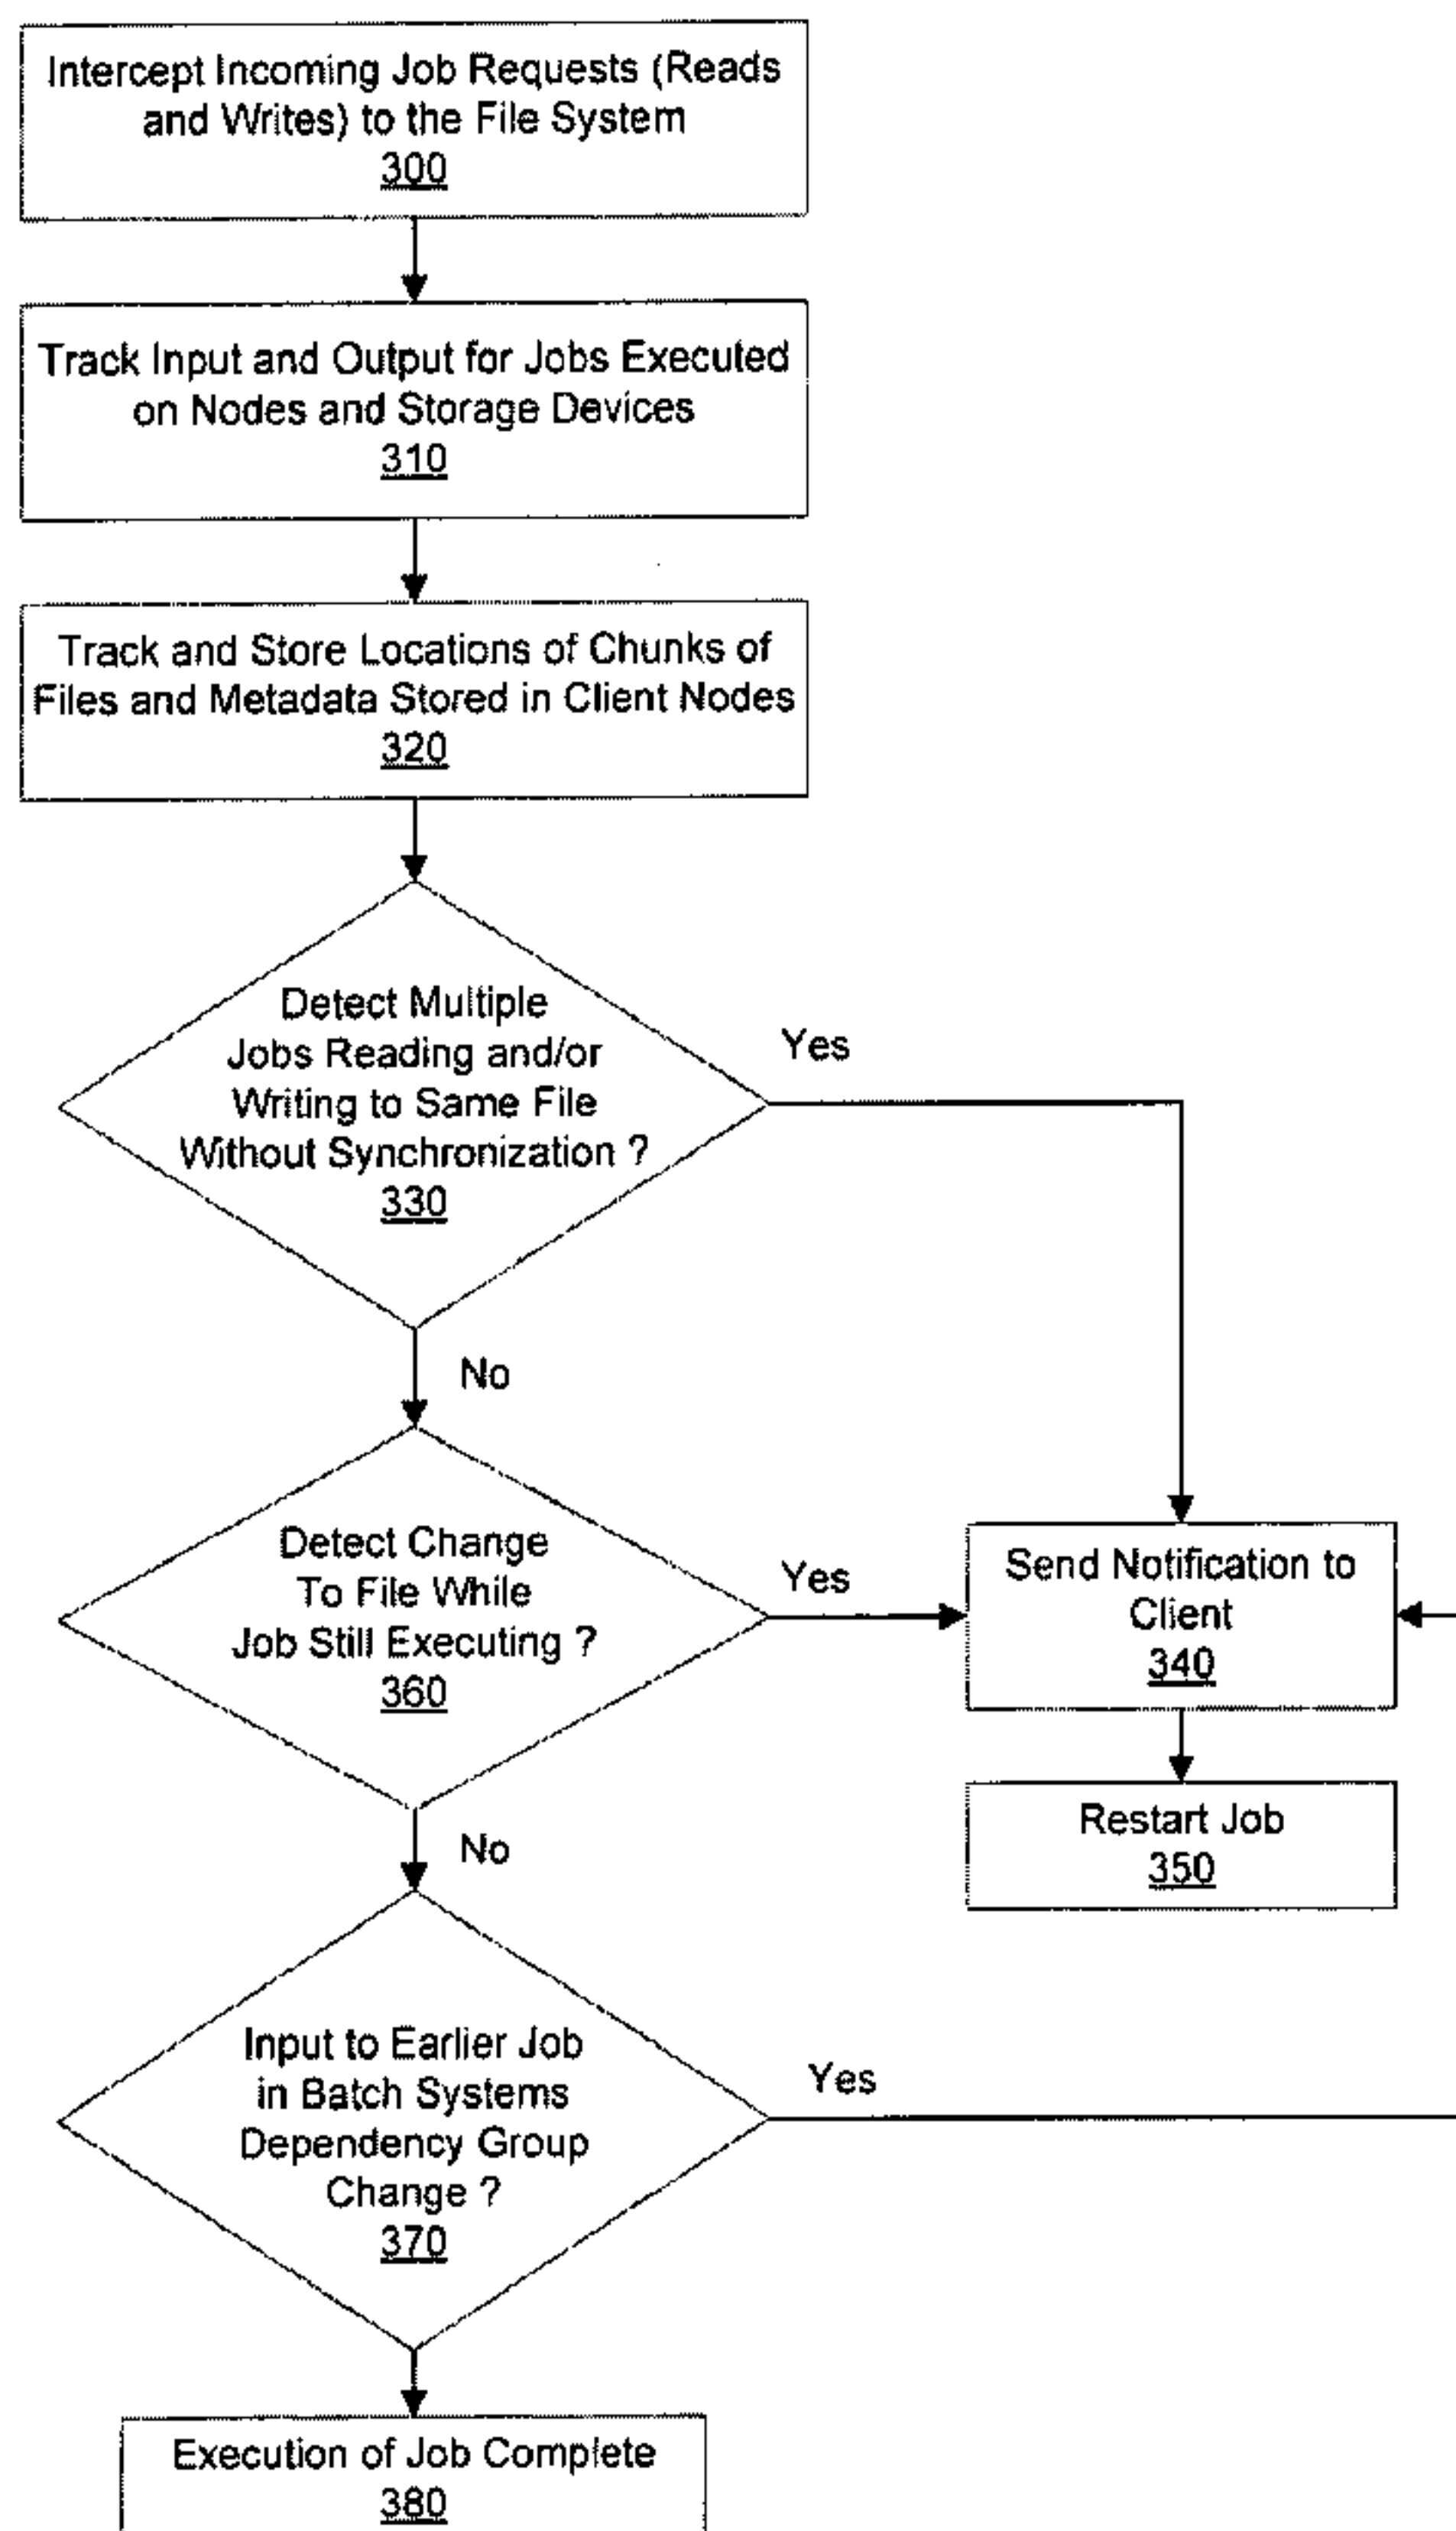 Intercept Incoming Job Requests (Reads
and Writes) to the File System
300
Track Input and Output for Jobs Executed
on Nodes and Storage Devices
310
Track and Store Locations of Chunks of
Files and Metadata Stored in Client Nodes
320
Detect Multiple
Jobs Reading and/or
Writing to Same File
Without Synchronization ?
330
Yes
No
Detect Change
To File While
Job Still Executing ?
360
Yes
Send Notification to
Client
340
Restart Job
350
No
Input to Earlier Job
in Batch Systems
Dependency Group
Change ?
370
Yes
Execution of Job Complete
380